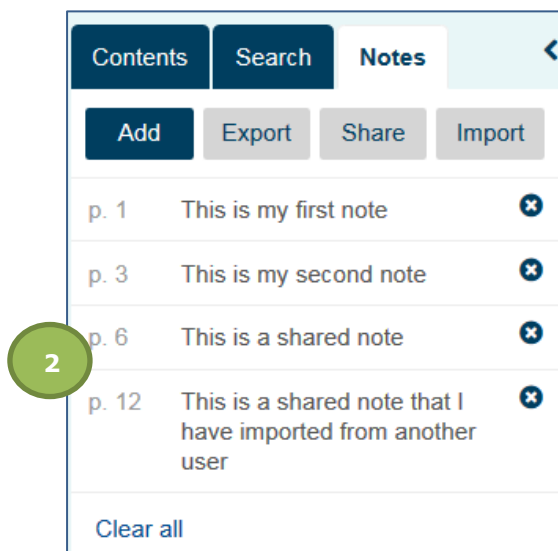 Contents Search Notes
Add Export Share Import
p. 1 This is my first note
p. 3 This is my second note
p. 6 This is a shared note
2
p. 12 This is a shared note that I
have imported from another
user
Clear all